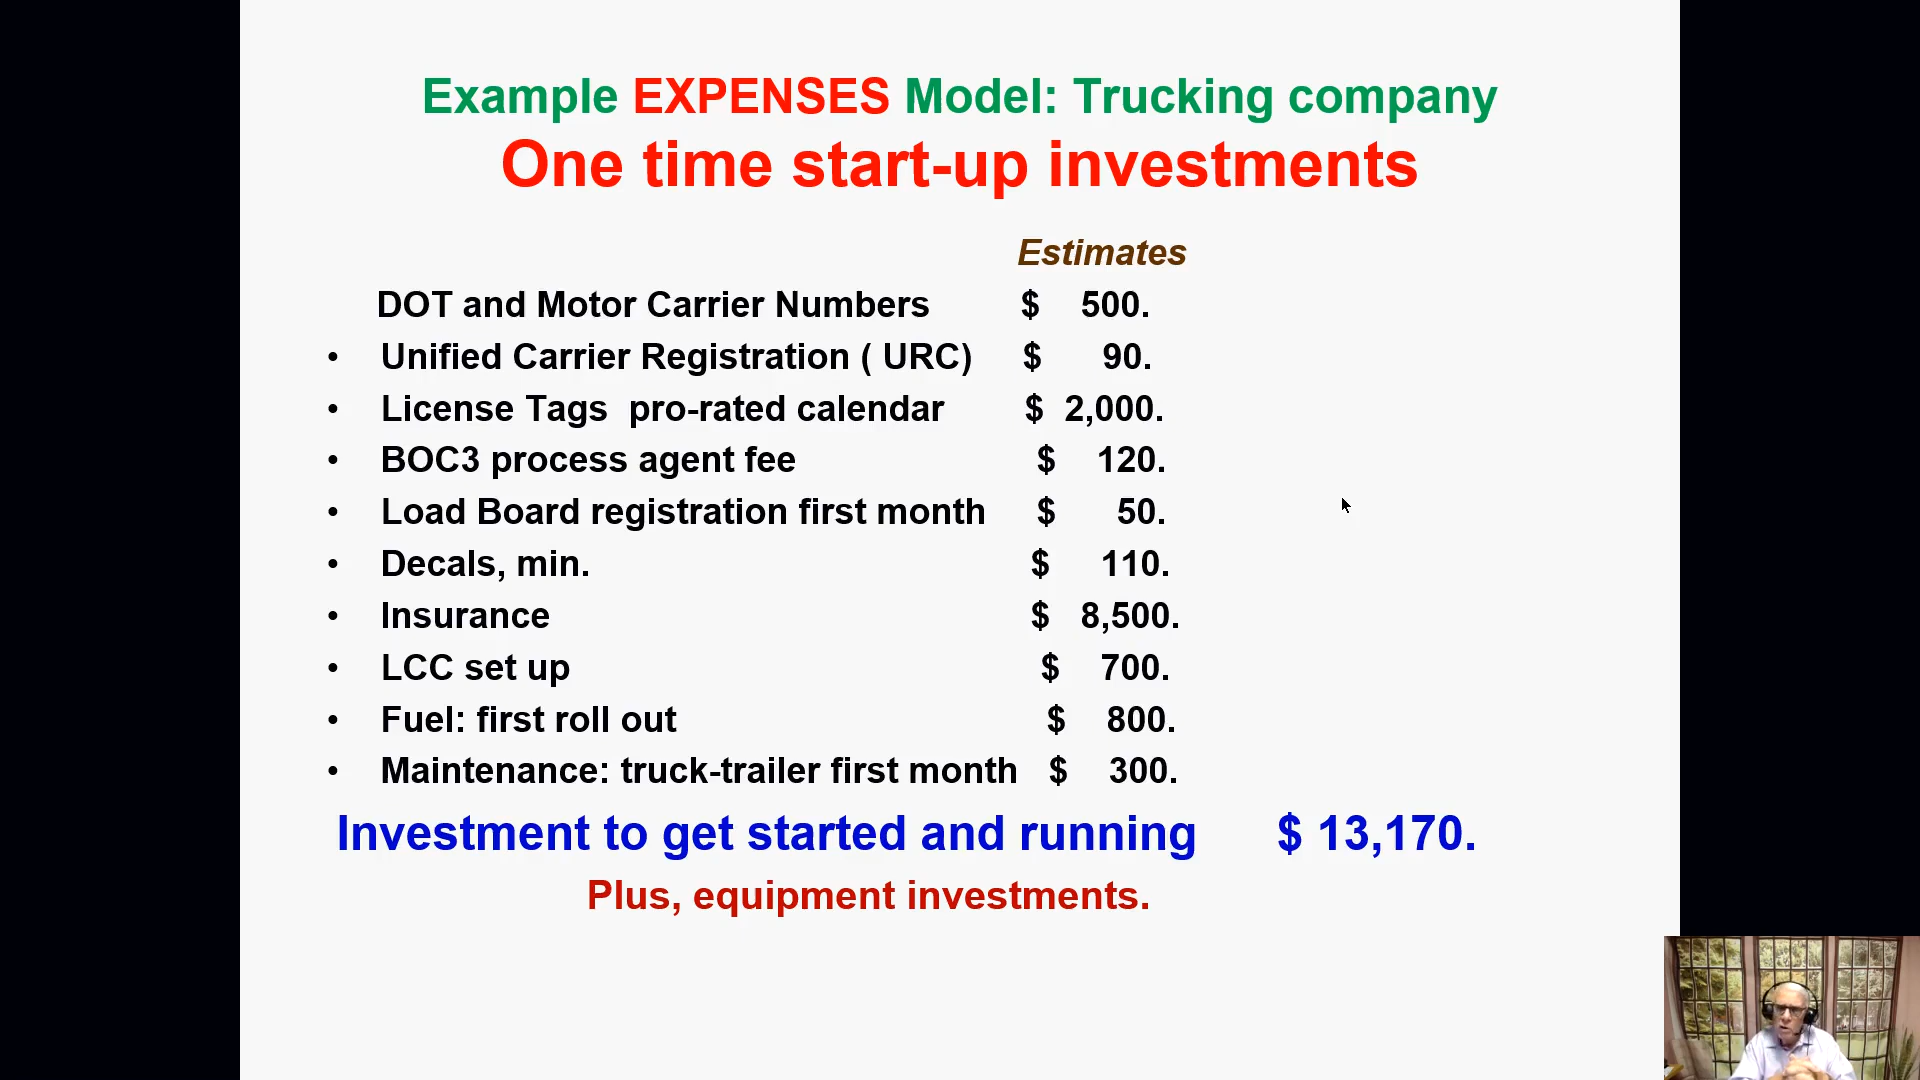 Example EXPENSES Model: Trucking company
One time start-up investments
Estimates
DOT and Motor Carrier Numbers $ 500.
• Unified Carrier Registration ( URC) $ 90.
• License Tags pro-rated calendar $ 2,000.
• BOC3 process agent fee $ 120.
• Load Board registration first month $ 50.
• Decals, min. $ 110.
• Insurance $ 8,500.
• LCC set up $ 700.
• Fuel: first roll out $ 800.
• Maintenance: truck-trailer first month $ 300.
Investment to get started and running $ 13,170.
Plus, equipment investments.